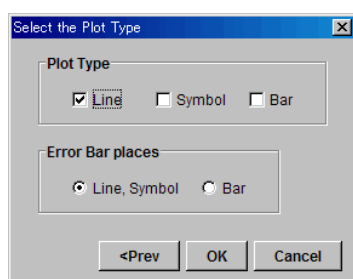 Select the Plot Type
Plot Type
Line Symbol Bar
Error Bar places
Line, Symbol Bar
<Prev OK Cancel